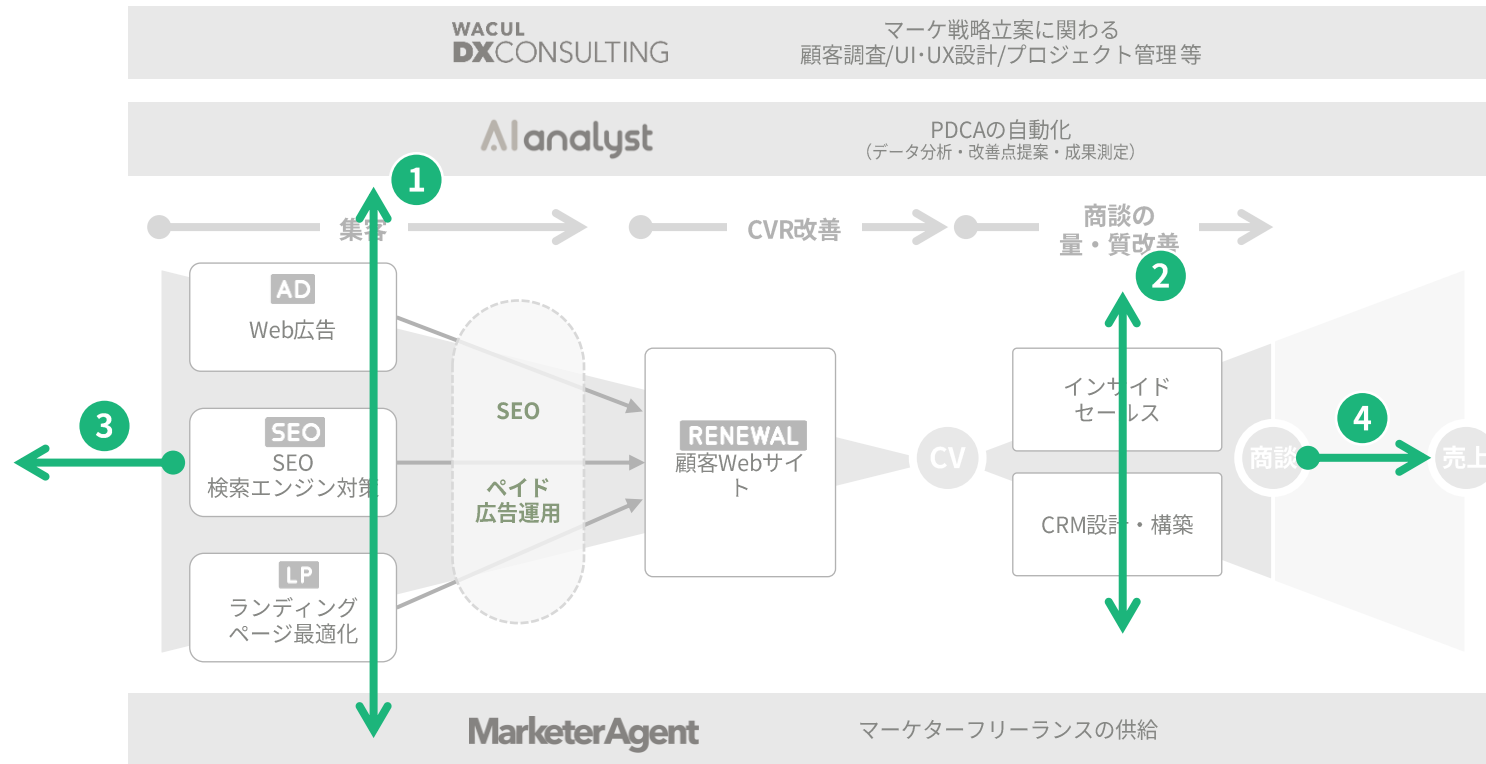 WACUL
DXCONSULTING
マーケ戦略立案に関わる
顧客調査/UI・UX設計/プロジェクト管理 等
AI analyst
PDCAの自動化
（データ分析・改善点提案・成果測定）
1
集客
CVR改善
商談の
量・質改善
2
AD
Web広告
SEO
ペイド
広告運用
3
SEO
SEO
検索エンジン対策
RENEWAL
顧客Webサイ
ト
CV
インサイド
セールス
CRM設計・構築
商談
4
売上
LP
ランディング
ページ最適化
MarketerAgent
マーケターフリーランスの供給